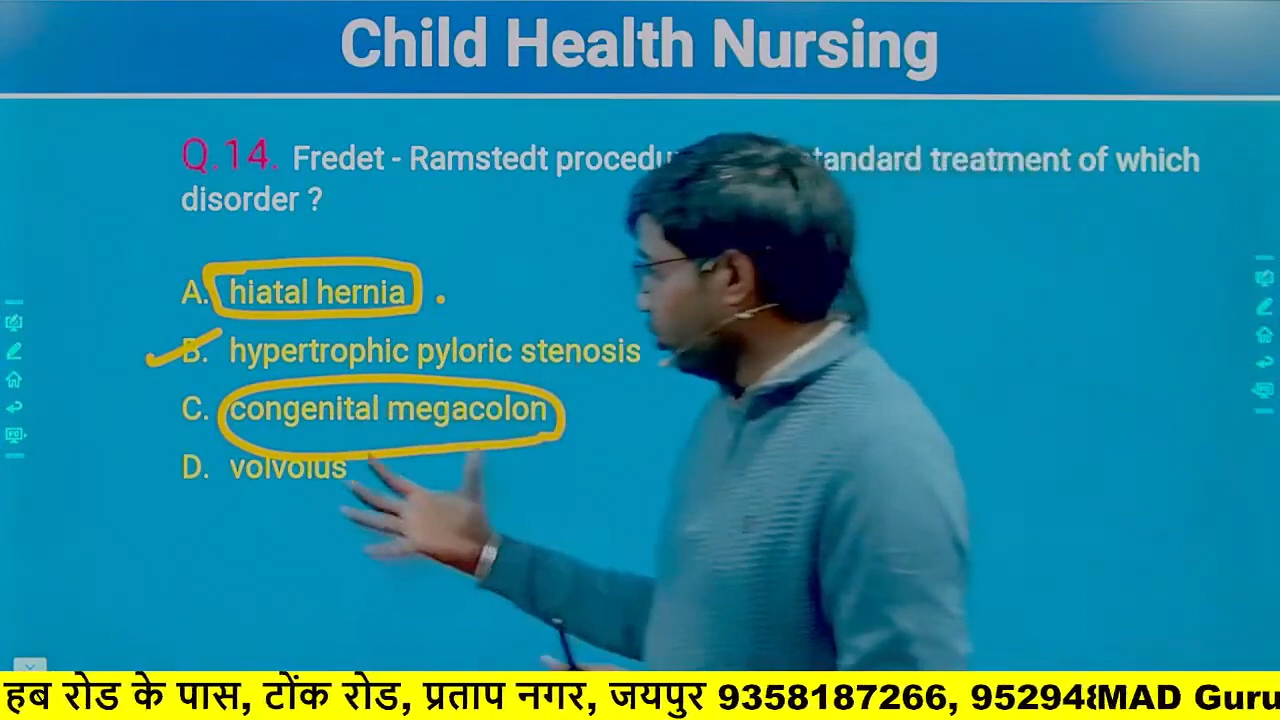 Child Health Nursing
Q.14. Fredet - Ramstedt procedu tandard treatment of which
disorder ?
A. hiatal hernia
B. hypertrophic pyloric stenosis
C. congenital megacolon
D. volvolus
हब रोड के पास, टोंक रोड, प्रताप नगर, जयपुर 9358187266, 95294 MAD Guru